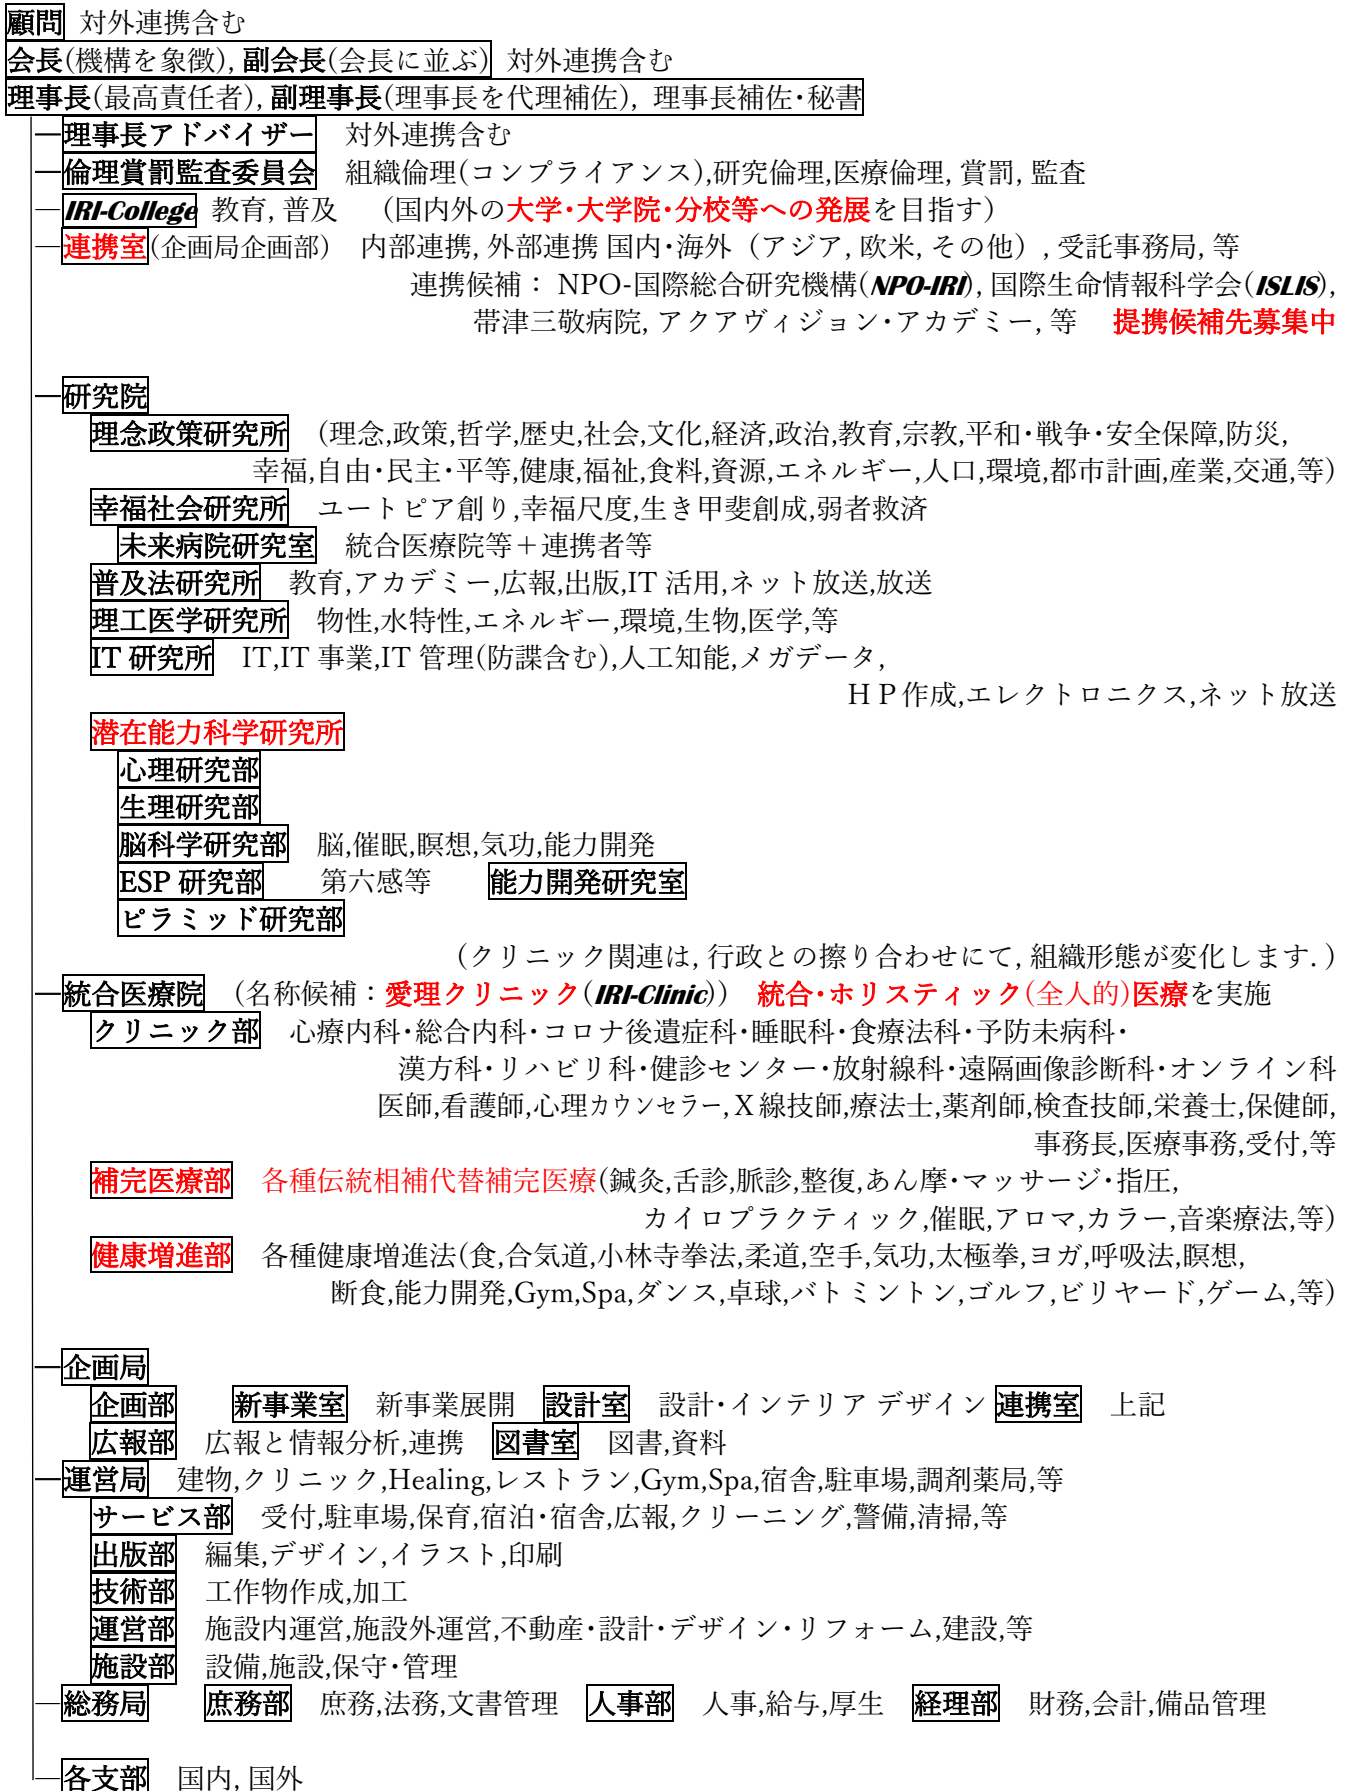 顧問 対外連携含む
会長(機構を象徴), 副会長(会長に並ぶ) 対外連携含む
理事長(最高責任者), 副理事長(理事長を代理補佐), 理事長補佐・秘書
―理事長アドバイザー 対外連携含む
―倫理賞罰監査委員会 組織倫理(コンプライアンス),研究倫理,医療倫理, 賞罰, 監査
―IRI-College 教育, 普及 (国内外の大学・大学院・分校等への発展を目指す)
―連携室(企画局企画部) 内部連携, 外部連携 国内・海外（アジア, 欧米, その他）, 受託事務局, 等
連携候補： NPO-国際総合研究機構(NPO-IRI), 国際生命情報科学会(ISLIS),
帯津三敬病院, アクアヴィジョン・アカデミー, 等 提携候補先募集中
―研究院
理念政策研究所 (理念,政策,哲学,歴史,社会,文化,経済,政治,教育,宗教,平和・戦争・安全保障,防災,
幸福,自由・民主・平等,健康,福祉,食料,資源,エネルギー,人口,環境,都市計画,産業,交通,等)
幸福社会研究所 ユートピア創り,幸福尺度,生き甲斐創成,弱者救済
未来病院研究室 統合医療院等＋連携者等
普及法研究所 教育,アカデミー,広報,出版,IT 活用,ネット放送,放送
理工医学研究所 物性,水特性,エネルギー,環境,生物,医学,等
IT 研究所 IT,IT 事業,IT 管理(防諜含む),人工知能,メガデータ,
ＨＰ作成,エレクトロニクス,ネット放送
潜在能力科学研究所
心理研究部
生理研究部
脳科学研究部 脳,催眠,瞑想,気功,能力開発
ESP 研究部 第六感等 能力開発研究室
ピラミッド研究部
(クリニック関連は, 行政との擦り合わせにて, 組織形態が変化します. )
―統合医療院 (名称候補：愛理クリニック(IRI-Clinic)) 統合・ホリスティック(全人的)医療を実施
クリニック部 心療内科・総合内科・コロナ後遺症科・睡眠科・食療法科・予防未病科・
漢方科・リハビリ科・健診センター・放射線科・遠隔画像診断科・オンライン科
医師,看護師,心理カウンセラー,Ｘ線技師,療法士,薬剤師,検査技師,栄養士,保健師,
事務長,医療事務,受付,等
補完医療部 各種伝統相補代替補完医療(鍼灸,舌診,脈診,整復,あん摩・マッサージ・指圧,
カイロプラクティック,催眠,アロマ,カラー,音楽療法,等)
健康増進部 各種健康増進法(食,合気道,小林寺拳法,柔道,空手,気功,太極拳,ヨガ,呼吸法,瞑想,
断食,能力開発,Gym,Spa,ダンス,卓球,バトミントン,ゴルフ,ビリヤード,ゲーム,等)
―企画局
企画部 新事業室 新事業展開 設計室 設計・インテリア デザイン 連携室 上記
広報部 広報と情報分析,連携 図書室 図書,資料
―運営局 建物,クリニック,Healing,レストラン,Gym,Spa,宿舎,駐車場,調剤薬局,等
サービス部 受付,駐車場,保育,宿泊・宿舎,広報,クリーニング,警備,清掃,等
出版部 編集,デザイン,イラスト,印刷
技術部 工作物作成,加工
運営部 施設内運営,施設外運営,不動産・設計・デザイン・リフォーム,建設,等
施設部 設備,施設,保守・管理
―総務局 庶務部 庶務,法務,文書管理 人事部 人事,給与,厚生 経理部 財務,会計,備品管理
―各支部 国内, 国外